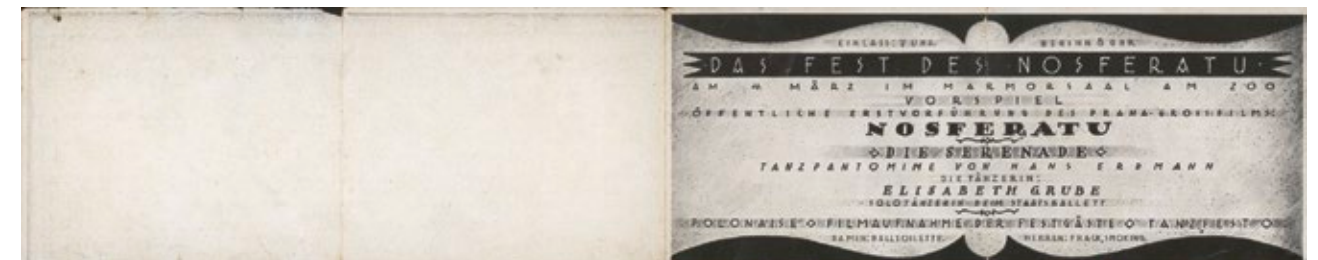 EINLASS: 7 UHR. BEGINN 8 UHR.
DAS FEST DES NOSFERATU
AM 4. MÄRZ IM MARMORSAAL AM ZOO
VORSPIEL
ÖFFENTLICHE ERSTVORFÜHRUNG DES PRANA-GROSSFILMS:
NOSFERATU
DIE SERENADE
TANZPANTOMIME VON HANS ERDMANN
DIE TÄNZERIN:
ELISABETH GRUBE
SOLOTÄNZERIN BEIM STAATSBALLETT
POLONAISE ◇ FILMAUFNAHME DER FESTGÄSTE ◇ TANZFEST
DAMEN: BALLTOILETTE. HERREN: FRACK, SMOKING.